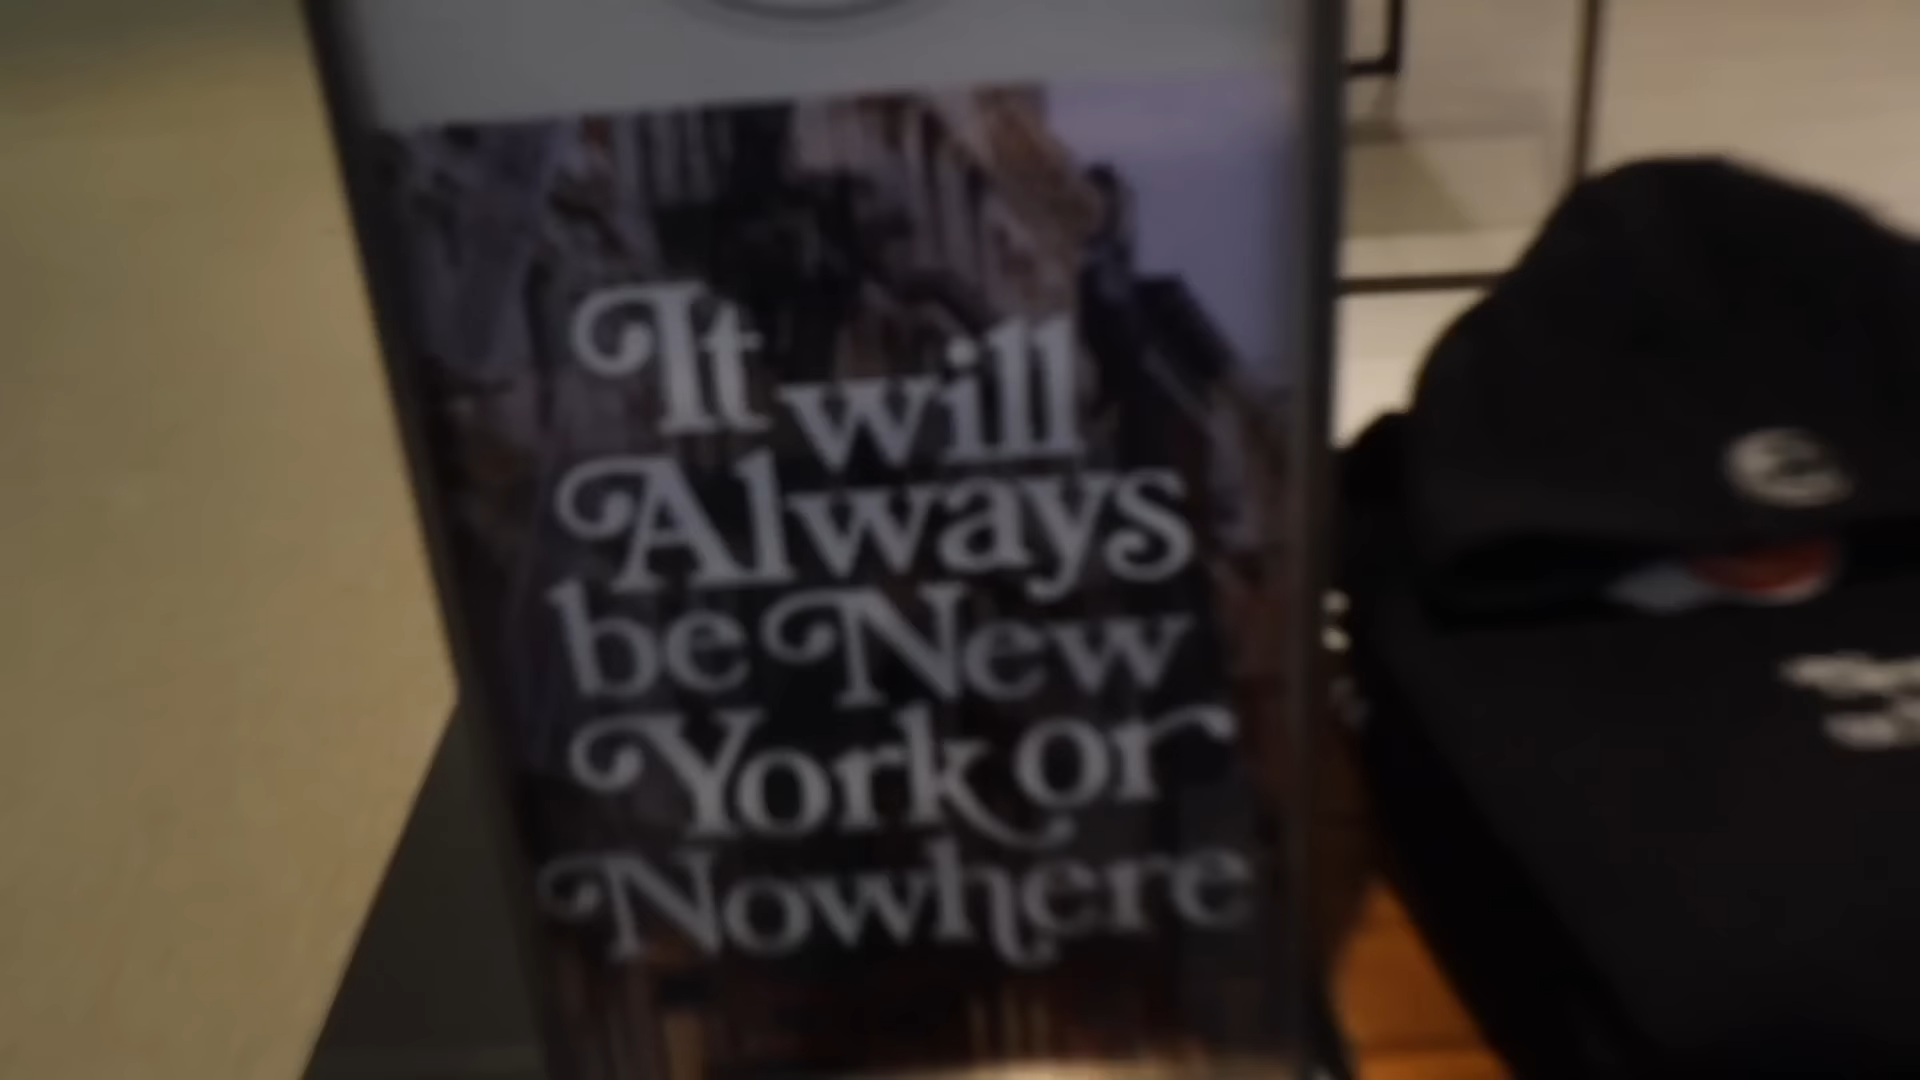 It will
Always
be New
York or
Nowhere